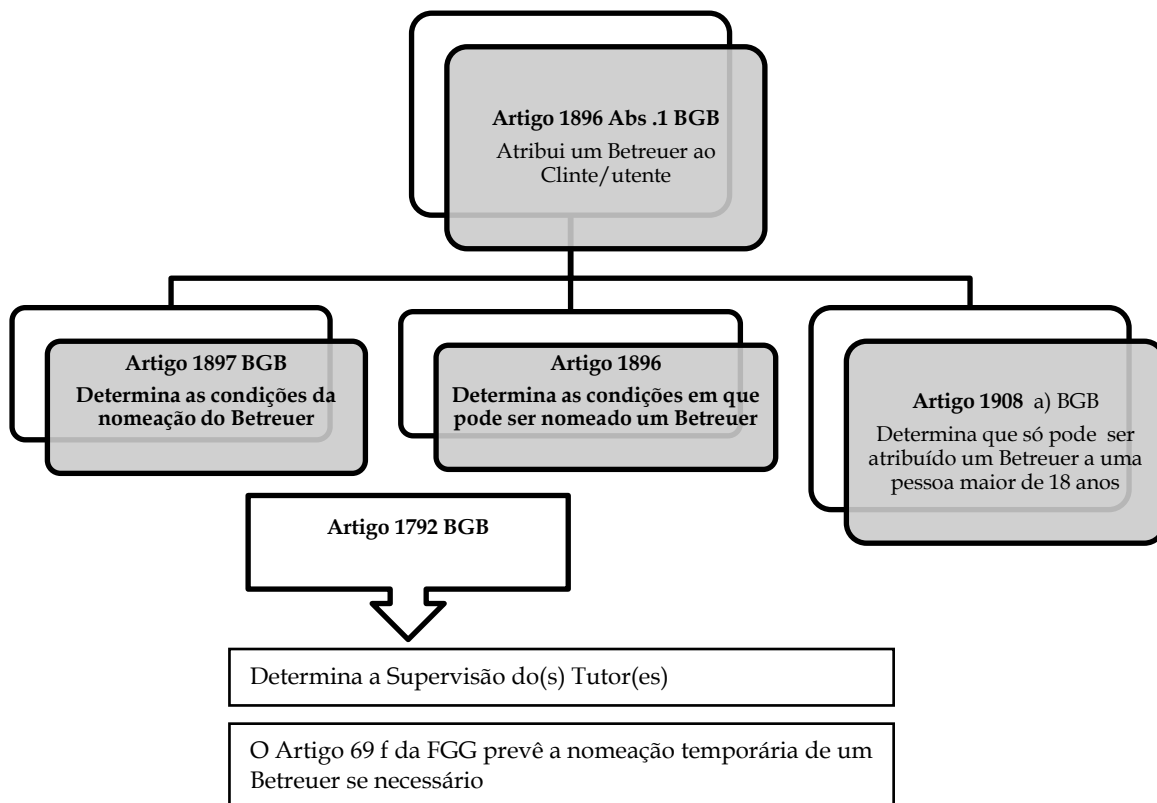 Artigo 1896 Abs .1 BGB
Atribui um Betreuer ao
Clinte/utente
Artigo 1897 BGB
Determina as condições da
nomeação do Betreuer
Artigo 1896
Determina as condições em que
pode ser nomeado um Betreuer
Artigo 1908 a) BGB
Determina que só pode ser
atribuído um Betreuer a uma
pessoa maior de 18 anos
Artigo 1792 BGB
Determina a Supervisão do(s) Tutor(es)
O Artigo 69 f da FGG prevê a nomeação temporária de um
Betreuer se necessário